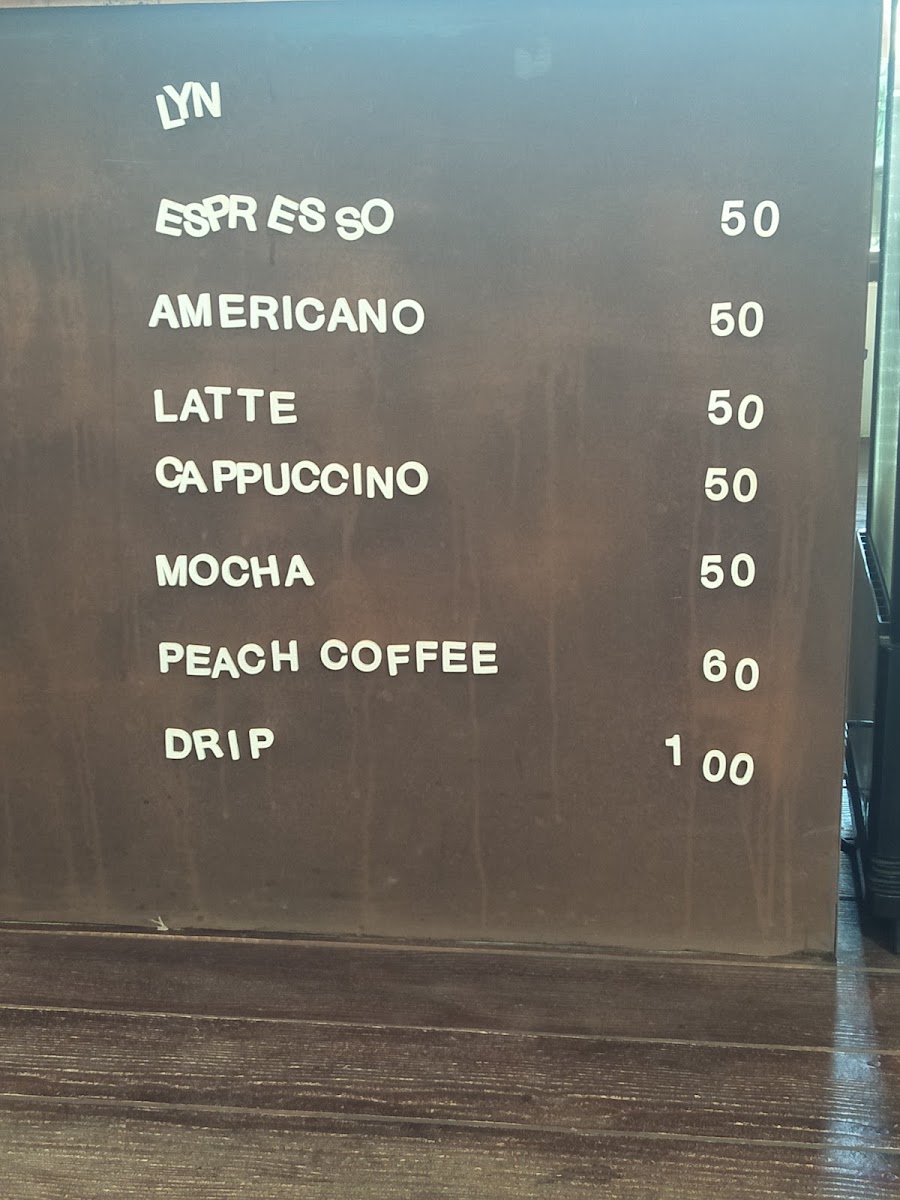 LYN
ESPRESSO 50
AMERICANO 50
LATTE 50
CAPPUCCINO 50
MOCHA 50
PEACH COFFEE 60
DRIP 100